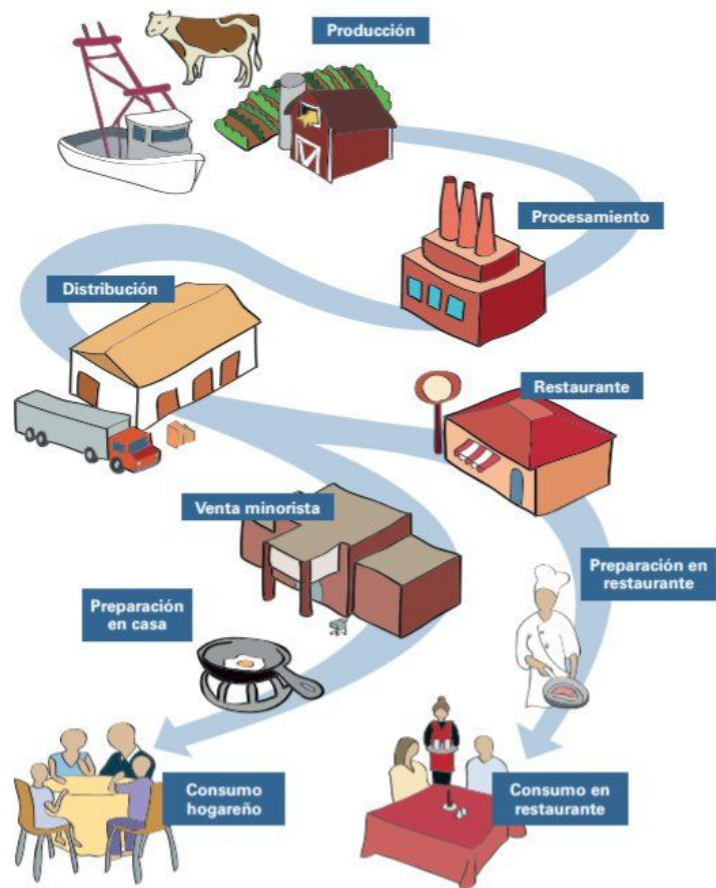 Producción
Procesamiento
Distribución
Restaurante
Venta minorista
Preparación en
restaurante
Preparación
en casa
Consumo
hogareño
Consumo en
restaurante